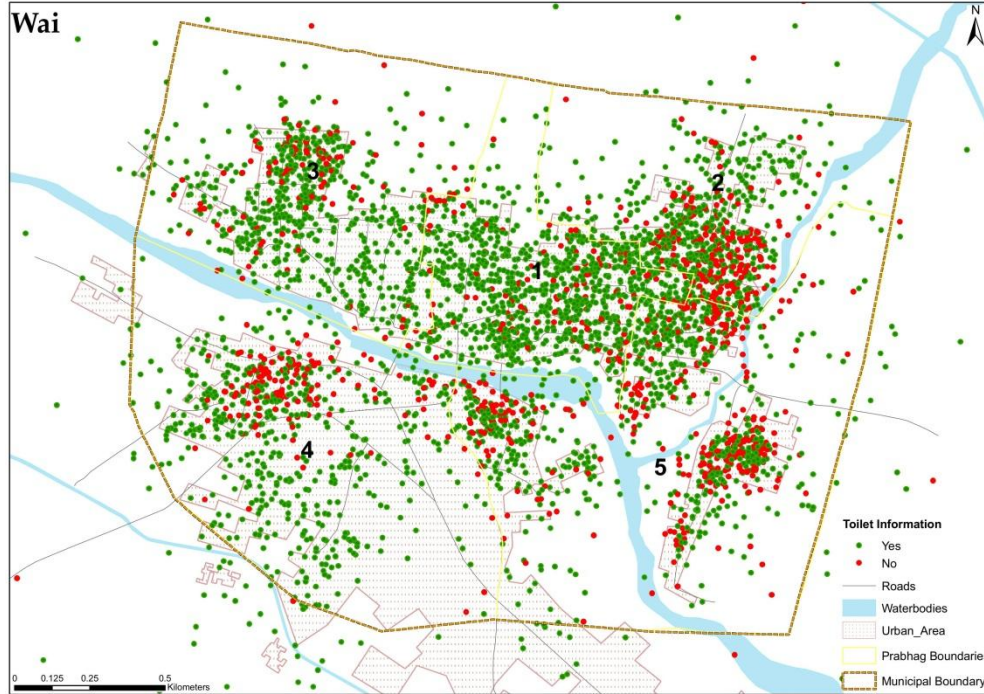 Wai
N
3
2
1
4
5
Toilet Information
Yes
No
Roads
Waterbodies
Urban_Area
Prabhag Boundarie
Municipal Boundary
0 0.125 0.25 0.5
Kilometers